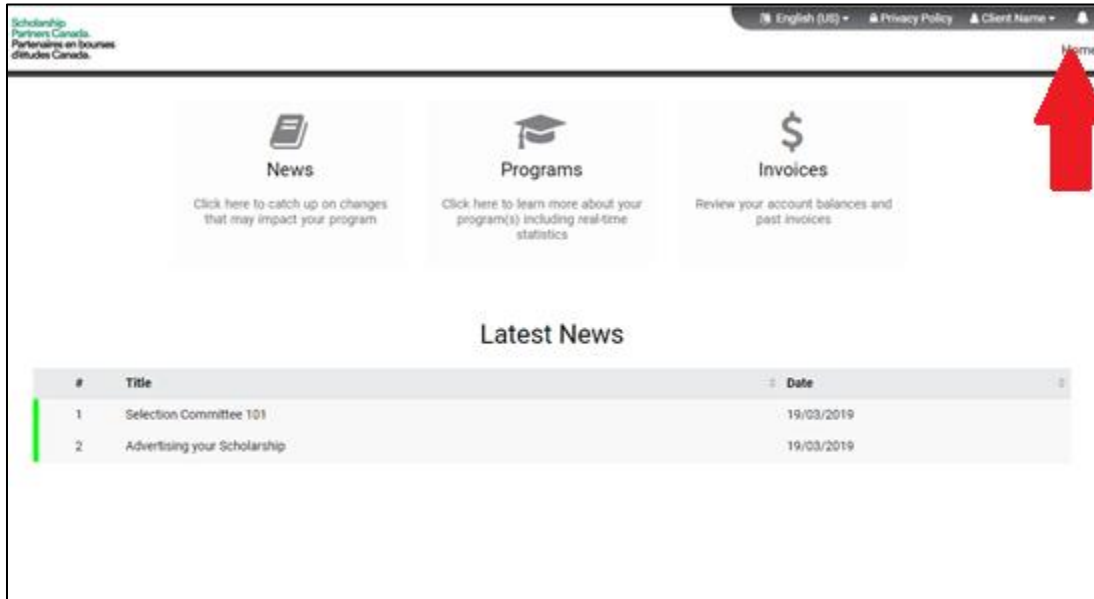 Scholarship
Partners Canada.
Partenaires en bourses
d'études Canada.
English (US) Privacy Policy Client Name
Home
News
Click here to catch up on changes
that may impact your program
Programs
Click here to learn more about your
program(s) including real-time
statistics
Invoices
Review your account balances and
past invoices
Latest News
# Title Date
1 Selection Committee 101 19/03/2019
2 Advertising your Scholarship 19/03/2019